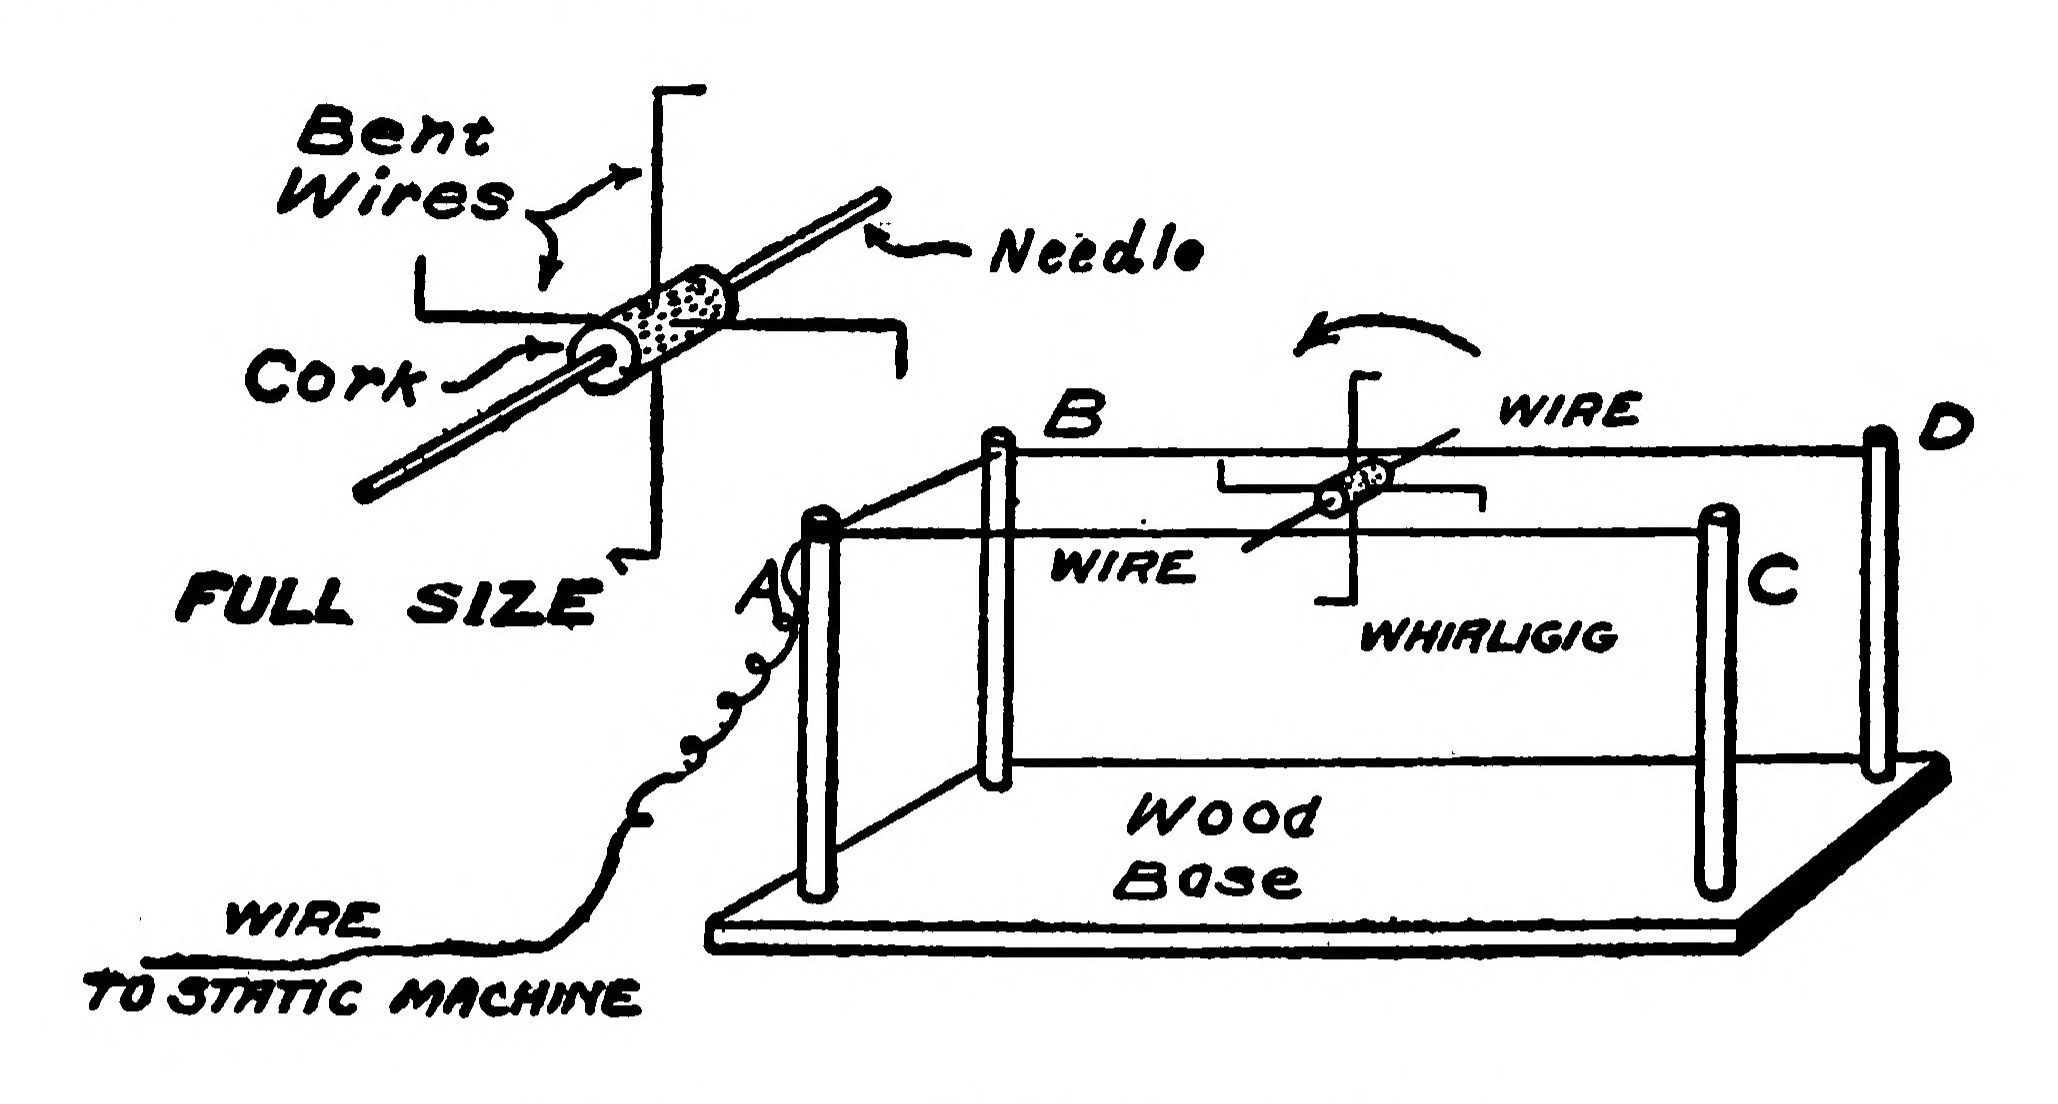 Bent
Wires
Needle
Cork
FULL SIZE
B
WIRE
D
A
WIRE
C
WHIRLIGIG
Wood
Base
WIRE
TO STATIC MACHINE